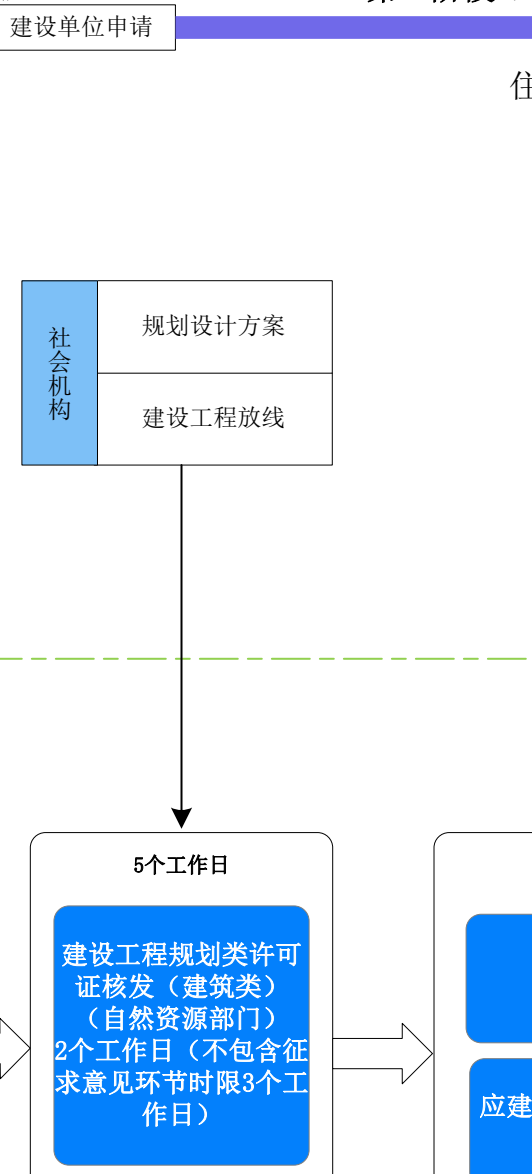 建设单位申请
住
社会机构
规划设计方案
建设工程放线
5个工作日
建设工程规划类许可
证核发（建筑类）
（自然资源部门）
2个工作日（不包含征
求意见环节时限3个工
作日）
应建